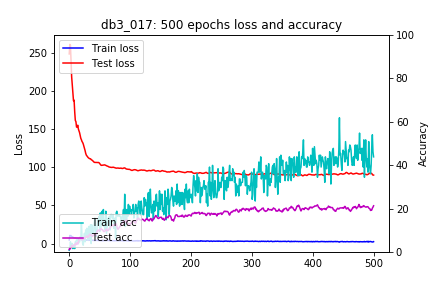 db3_017: 500 epochs loss and accuracy
Train loss
Test loss
Train acc
Test acc
Loss
250
200
150
100
50
0
Accuracy
100
80
60
40
20
0
0
100
200
300
400
500